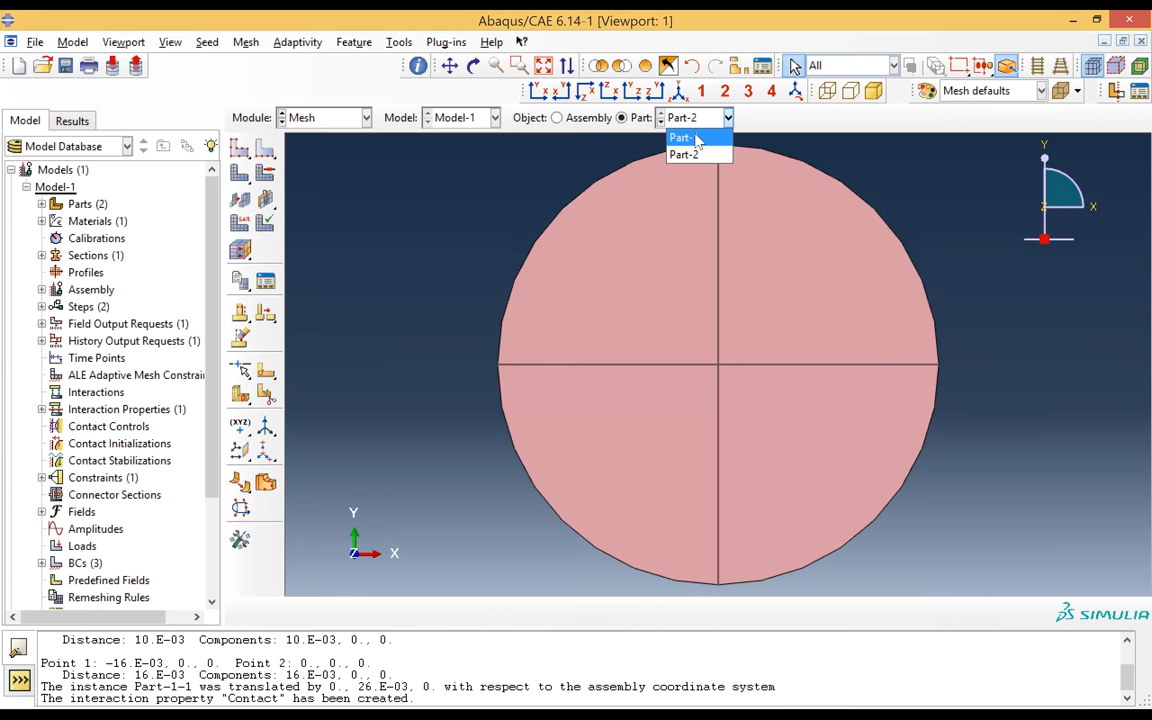 Abaqus/CAE 6.14-1 [Viewport: 1]
File Model Viewport View Seed Mesh Adaptivity Feature Tools Plug-ins Help
All
1 2 3 4 Mesh defaults
Model Results Module: Mesh Model: Model-1 Object: Assembly Part: Part-2
Part-
Part-2
Model Database
Models (1)
Model-1
Parts (2)
Materials (1)
Calibrations
Sections (1)
Profiles
Assembly
Steps (2)
Field Output Requests (1)
History Output Requests (1)
Time Points
ALE Adaptive Mesh Constrai
Interactions
Interaction Properties (1)
Contact Controls
Contact Initializations
Contact Stabilizations
Constraints (1)
Connector Sections
Fields
Amplitudes
Loads
BCs (3)
Predefined Fields
Remeshing Rules
Y
Z X
Y
Z X
SIMULIA
Distance: 10.E-03 Components: 10.E-03, 0., 0.
Point 1: -16.E-03, 0., 0. Point 2: 0., 0., 0.
Distance: 16.E-03 Components: 16.E-03, 0., 0.
The instance Part-1-1 was translated by 0., 26.E-03, 0. with respect to the assembly coordinate system
The interaction property "Contact" has been created.